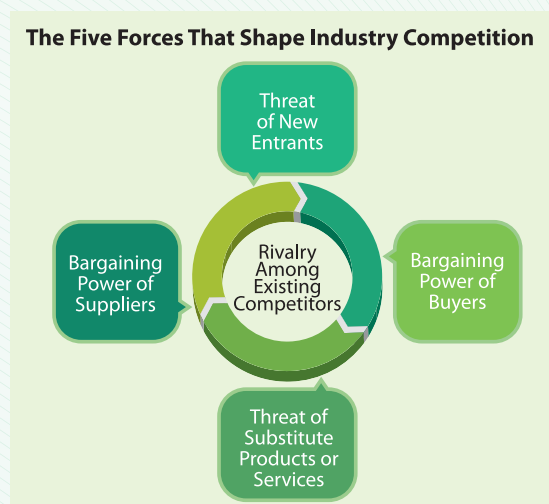 The Five Forces That Shape Industry Competition
Threat
of New
Entrants
Bargaining
Power of
Suppliers
Rivalry
Among
Existing
Competitors
Bargaining
Power of
Buyers
Threat of
Substitute
Products or
Services